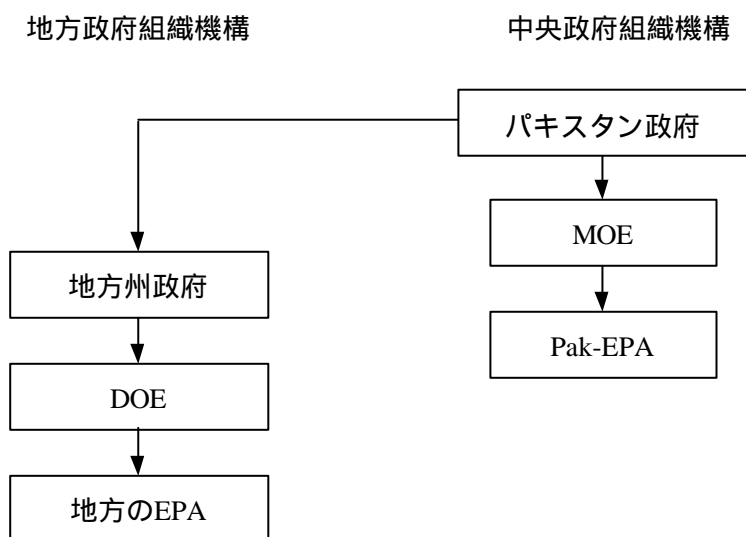 地方政府組織機構
中央政府組織機構
パキスタン政府
MOE
地方州政府
Pak-EPA
DOE
地方のEPA